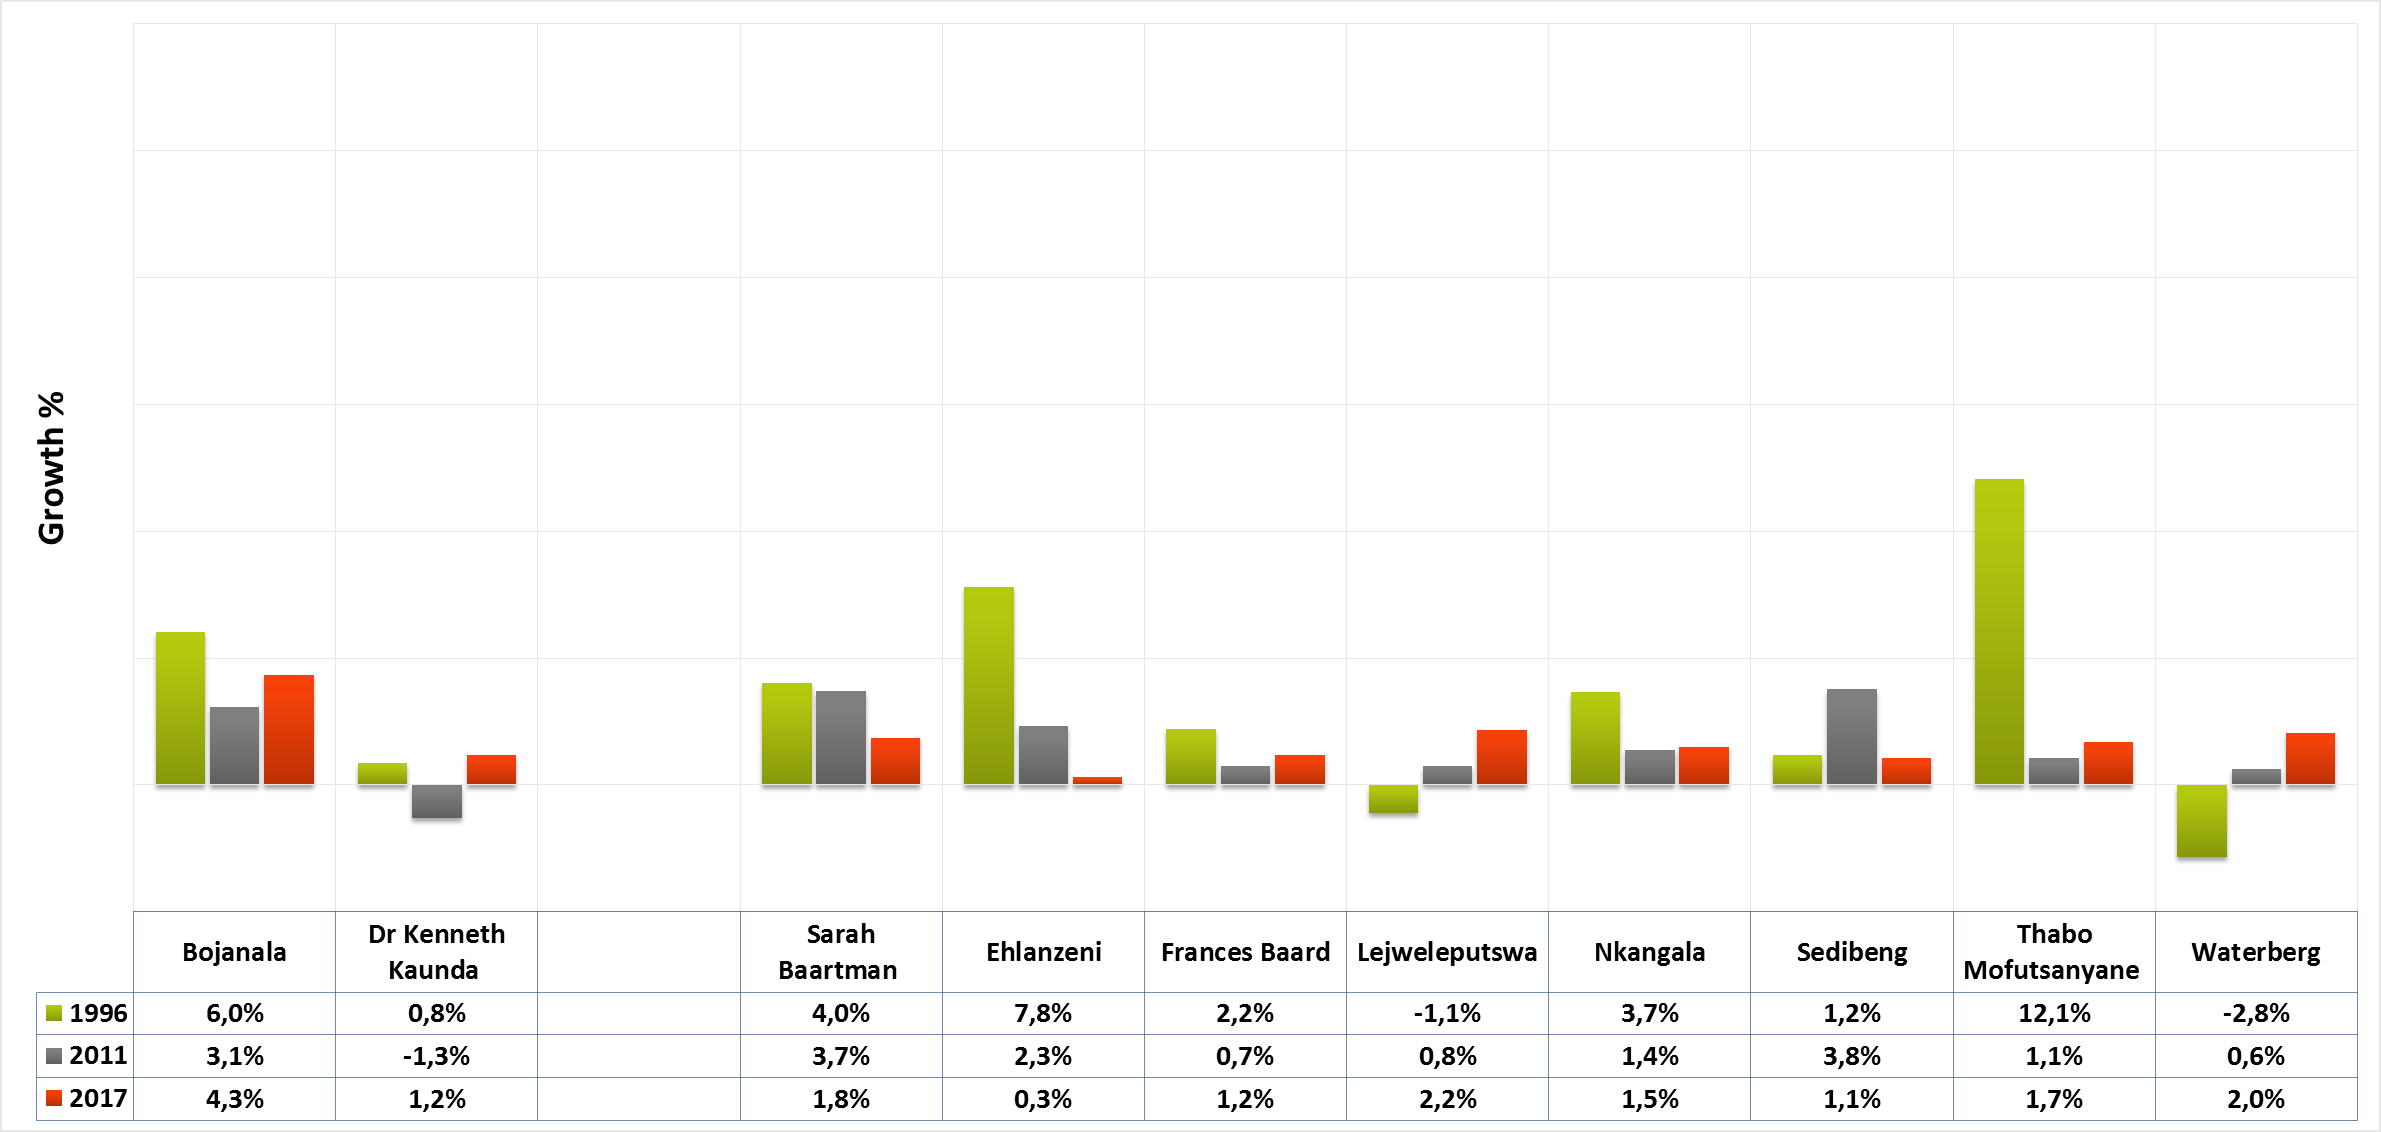 Growth %
Bojanala
Dr Kenneth
Kaunda
Sarah
Baartman
Ehlanzeni
Frances Baard
Lejweleputswa
Nkangala
Sedibeng
Thabo
Mofutsanyane
Waterberg
1996 6,0% 0,8% 4,0% 7,8% 2,2% -1,1% 3,7% 1,2% 12,1% -2,8%
2011 3,1% -1,3% 3,7% 2,3% 0,7% 0,8% 1,4% 3,8% 1,1% 0,6%
2017 4,3% 1,2% 1,8% 0,3% 1,2% 2,2% 1,5% 1,1% 1,7% 2,0%